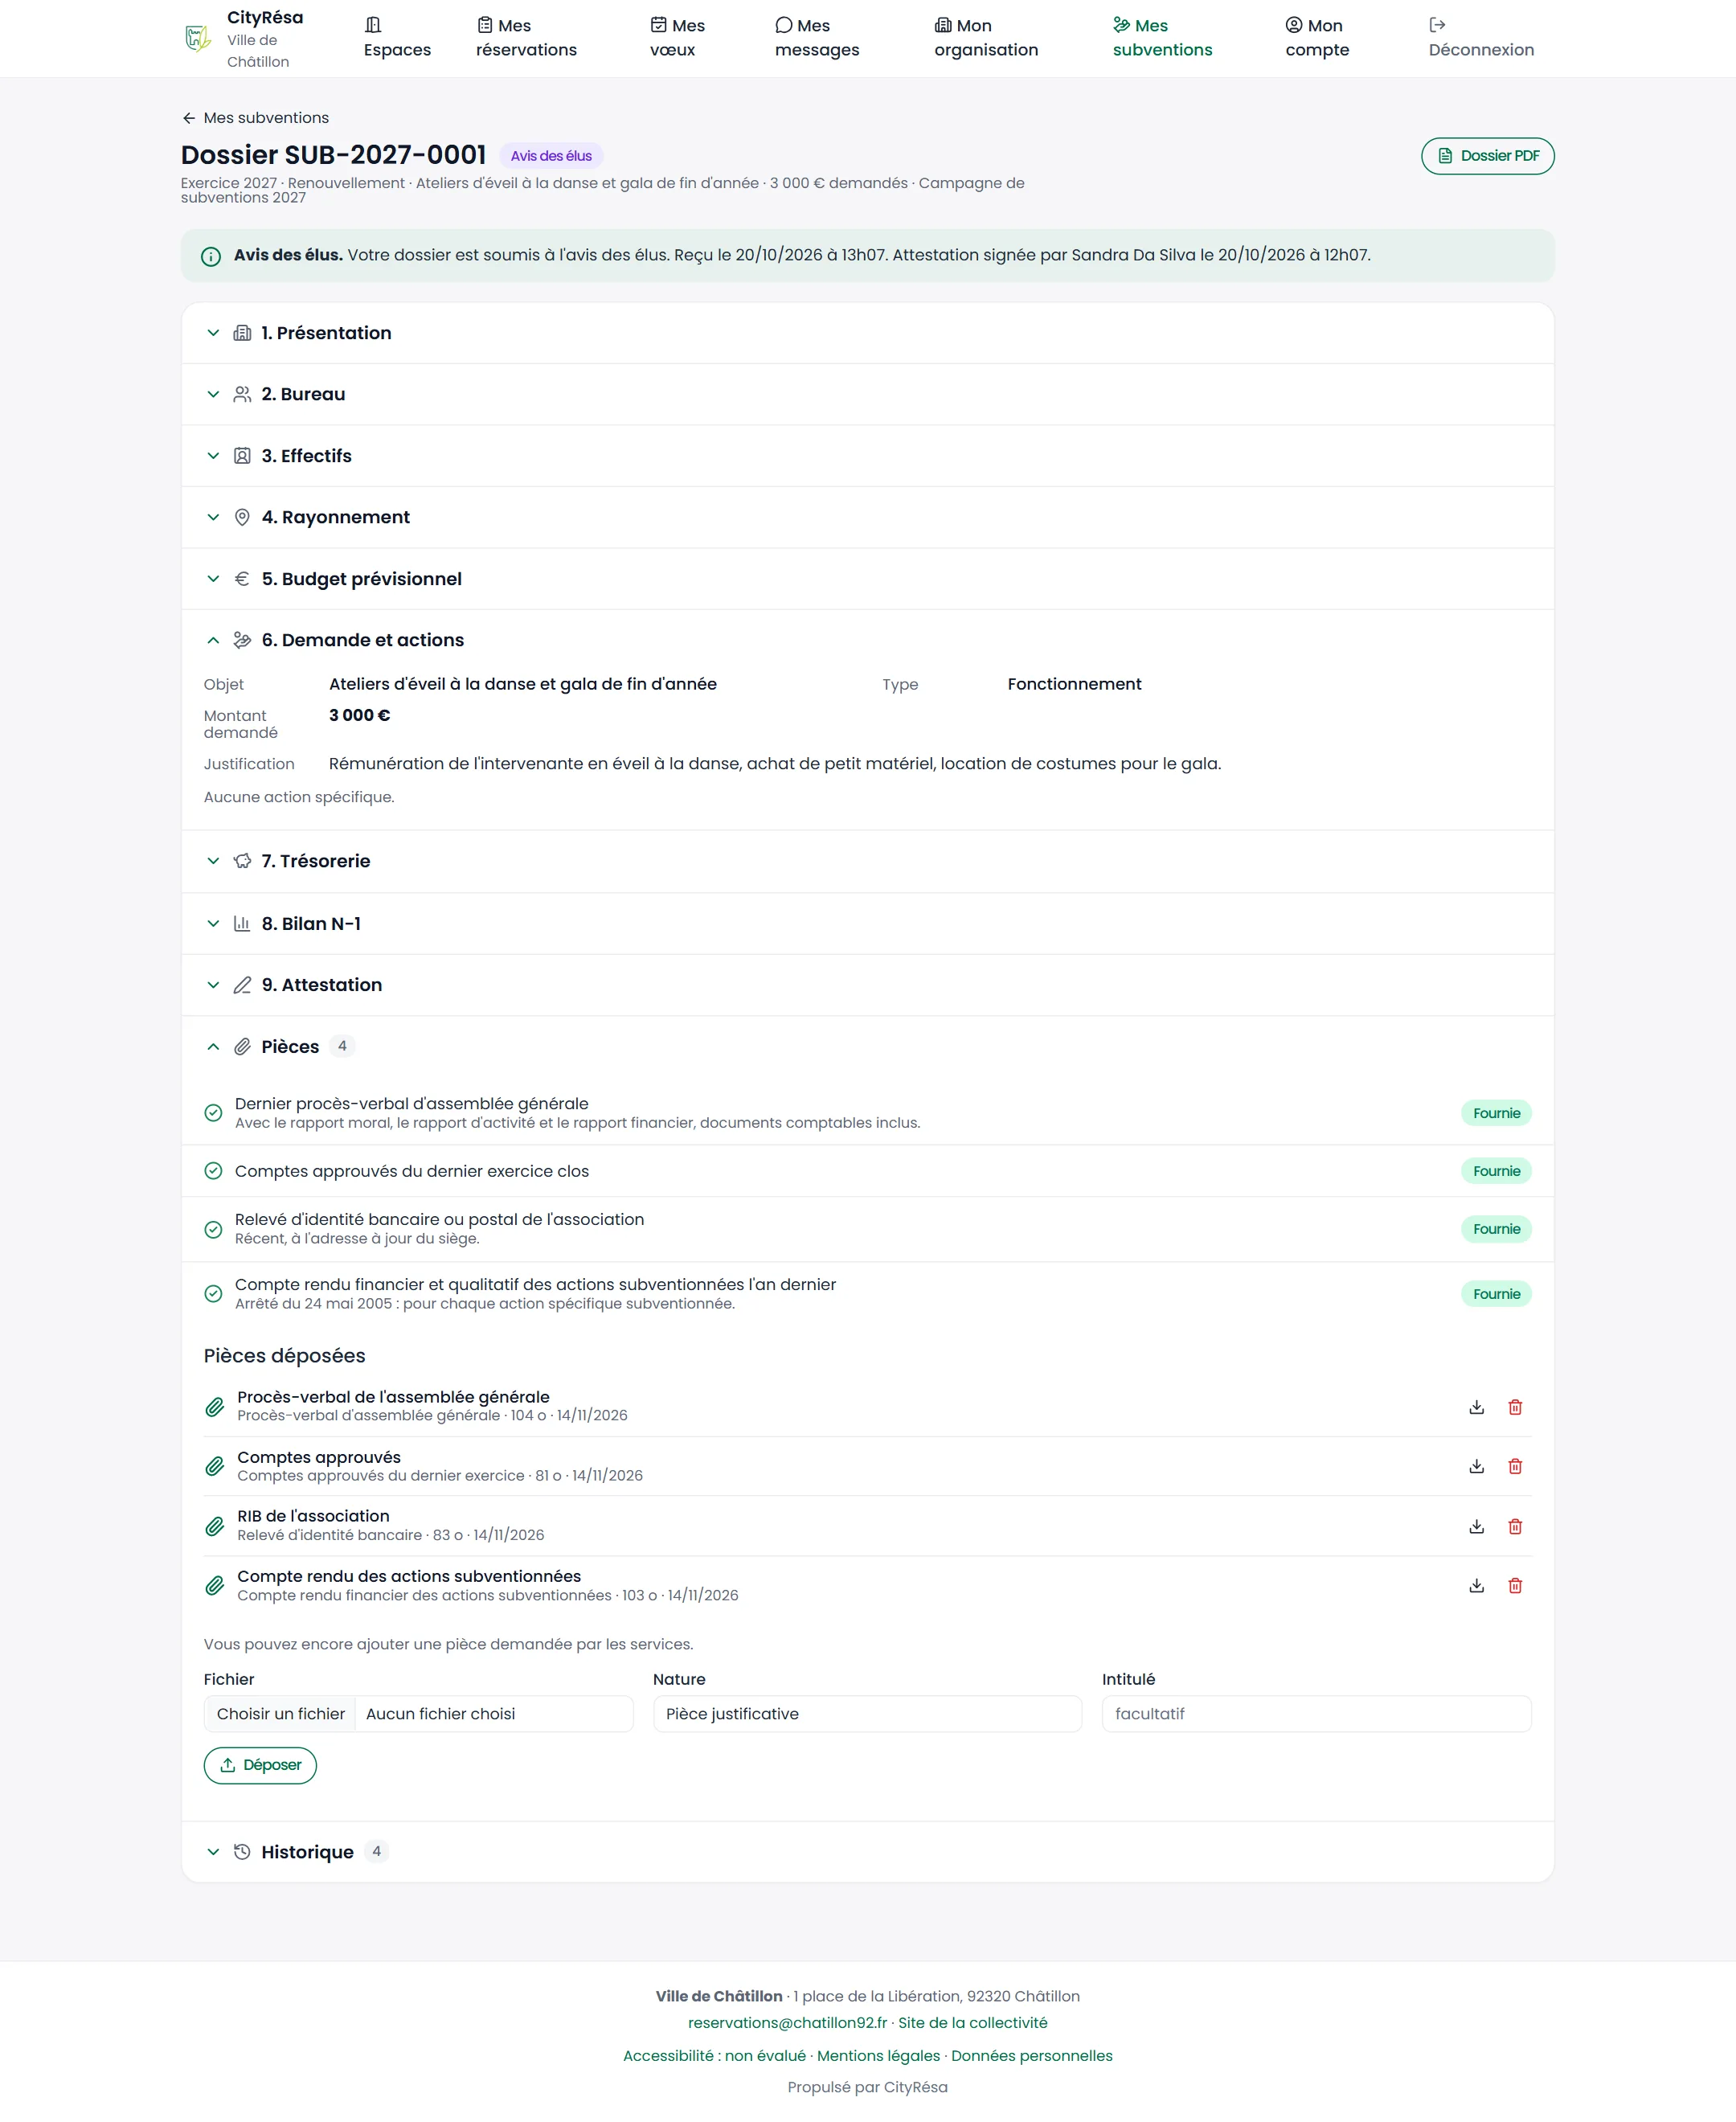 CityRésa
Ville de
Châtillon
Espaces
Mes
réservations
Mes
vœux
Mes
messages
Mon
organisation
Mes
subventions
Mon
compte
Déconnexion
Mes subventions
Dossier SUB-2027-0001 Avis des élus
Dossier PDF
Exercice 2027 · Renouvellement · Ateliers d'éveil à la danse et gala de fin d'année · 3 000 € demandés · Campagne de
subventions 2027
Avis des élus. Votre dossier est soumis à l'avis des élus. Reçu le 20/10/2026 à 13h07. Attestation signée par Sandra Da Silva le 20/10/2026 à 12h07.
1. Présentation
2. Bureau
3. Effectifs
4. Rayonnement
5. Budget prévisionnel
6. Demande et actions
Objet Ateliers d'éveil à la danse et gala de fin d'année Type Fonctionnement
Montant
demandé
3 000 €
Justification Rémunération de l'intervenante en éveil à la danse, achat de petit matériel, location de costumes pour le gala.
Aucune action spécifique.
7. Trésorerie
8. Bilan N-1
9. Attestation
Pièces 4
Dernier procès-verbal d'assemblée générale
Avec le rapport moral, le rapport d'activité et le rapport financier, documents comptables inclus.
Fournie
Comptes approuvés du dernier exercice clos Fournie
Relevé d'identité bancaire ou postal de l'association
Récent, à l'adresse à jour du siège.
Fournie
Compte rendu financier et qualitatif des actions subventionnées l'an dernier
Arrêté du 24 mai 2005 : pour chaque action spécifique subventionnée.
Fournie
Pièces déposées
Procès-verbal de l'assemblée générale
Procès-verbal d'assemblée générale · 104 o · 14/11/2026
Comptes approuvés
Comptes approuvés du dernier exercice · 81 o · 14/11/2026
RIB de l'association
Relevé d'identité bancaire · 83 o · 14/11/2026
Compte rendu des actions subventionnées
Compte rendu financier des actions subventionnées · 103 o · 14/11/2026
Vous pouvez encore ajouter une pièce demandée par les services.
Fichier Nature Intitulé
Choisir un fichier Aucun fichier choisi Pièce justificative facultatif
Déposer
Historique 4
Ville de Châtillon · 1 place de la Libération, 92320 Châtillon
reservations@chatillon92.fr · Site de la collectivité
Accessibilité : non évalué · Mentions légales · Données personnelles
Propulsé par CityRésa